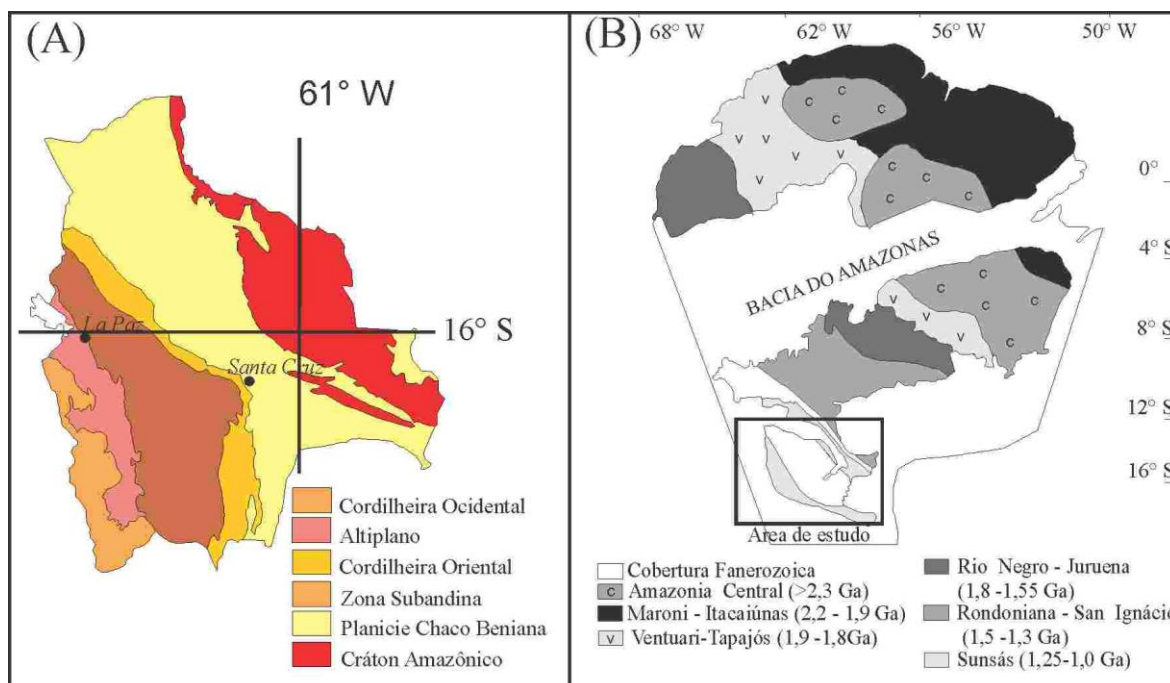 (A)
61° W
16° S
La Paz
Santa Cruz
Cordilheira Ocidental
Altiplano
Cordilheira Oriental
Zona Subandina
Planicie Chaco Beniana
Cráton Amazônico
(B)
68° W 62° W 56° W 50° W
0°
4° S
8° S
12° S
16° S
BACIA DO AMAZONAS
Area de estudo
Cobertura Fanerozoica
C Amazonia Central (>2,3 Ga)
Maroni - Itacaiúnas (2,2 - 1,9 Ga)
V Ventuari-Tapajós (1,9 -1,8Ga)
Rio Negro - Juruena
(1,8 -1,55 Ga)
Rondoniana - San Ignácio
(1,5 -1,3 Ga)
Sunsás (1,25-1,0 Ga)